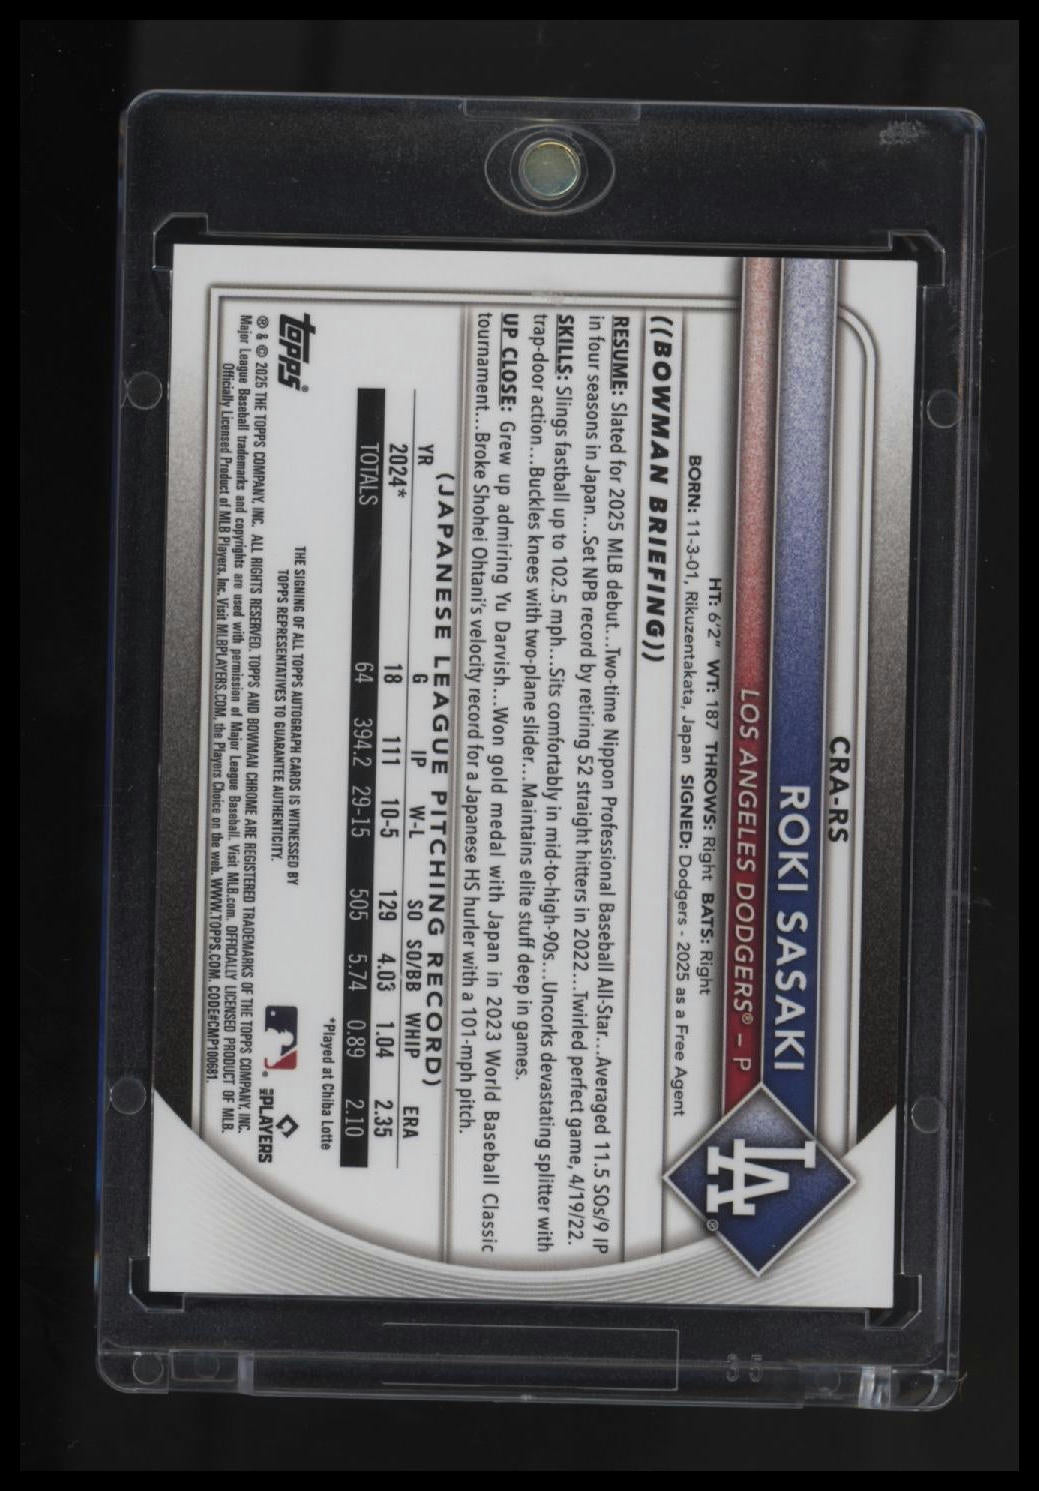 CRA-RS
ROKI SASAKI
LOS ANGELES DODGERS® – P
LA®
HT: 6'2" WT: 187 THROWS: Right BATS: Right
BORN: 11-3-01, Rikuzentakata, Japan SIGNED: Dodgers - 2025 as a Free Agent
((BOWMAN BRIEFING))
RESUME: Slated for 2025 MLB debut...Two-time Nippon Professional Baseball All-Star...Averaged 11.5 SOs/9 IP
in four seasons in Japan...Set NPB record by retiring 52 straight hitters in 2022...Twirled perfect game, 4/19/22.
SKILLS: Slings fastball up to 102.5 mph...Sits comfortably in mid-to-high-90s...Uncorks devastating splitter with
trap-door action...Buckles knees with two-plane slider...Maintains elite stuff deep in games.
UP CLOSE: Grew up admiring Yu Darvish...Won gold medal with Japan in 2023 World Baseball Classic
tournament...Broke Shohei Ohtani's velocity record for a Japanese HS hurler with a 101-mph pitch.
(JAPANESE LEAGUE PITCHING RECORD)
YR G IP W-L SO SO/BB WHIP ERA
2024* 18 111 10-5 129 4.03 1.04 2.35
TOTALS 64 394.2 29-15 505 5.74 0.89 2.10
*Played at Chiba Lotte
THE SIGNING OF ALL TOPPS AUTOGRAPH CARDS IS WITNESSED BY
TOPPS REPRESENTATIVES TO GUARANTEE AUTHENTICITY.
topps®
MLB PLAYERS
® & © 2025 THE TOPPS COMPANY, INC. ALL RIGHTS RESERVED. TOPPS AND BOWMAN CHROME ARE REGISTERED TRADEMARKS OF THE TOPPS COMPANY, INC.
Major League Baseball trademarks and copyrights are used with permission of Major League Baseball. Visit MLB.com. OFFICIALLY LICENSED PRODUCT OF MLB.
Officially Licensed Product of MLB Players, Inc. Visit MLBPLAYERS.COM, the Players Choice on the web. WWW.TOPPS.COM. CODE#CMP100681.
35